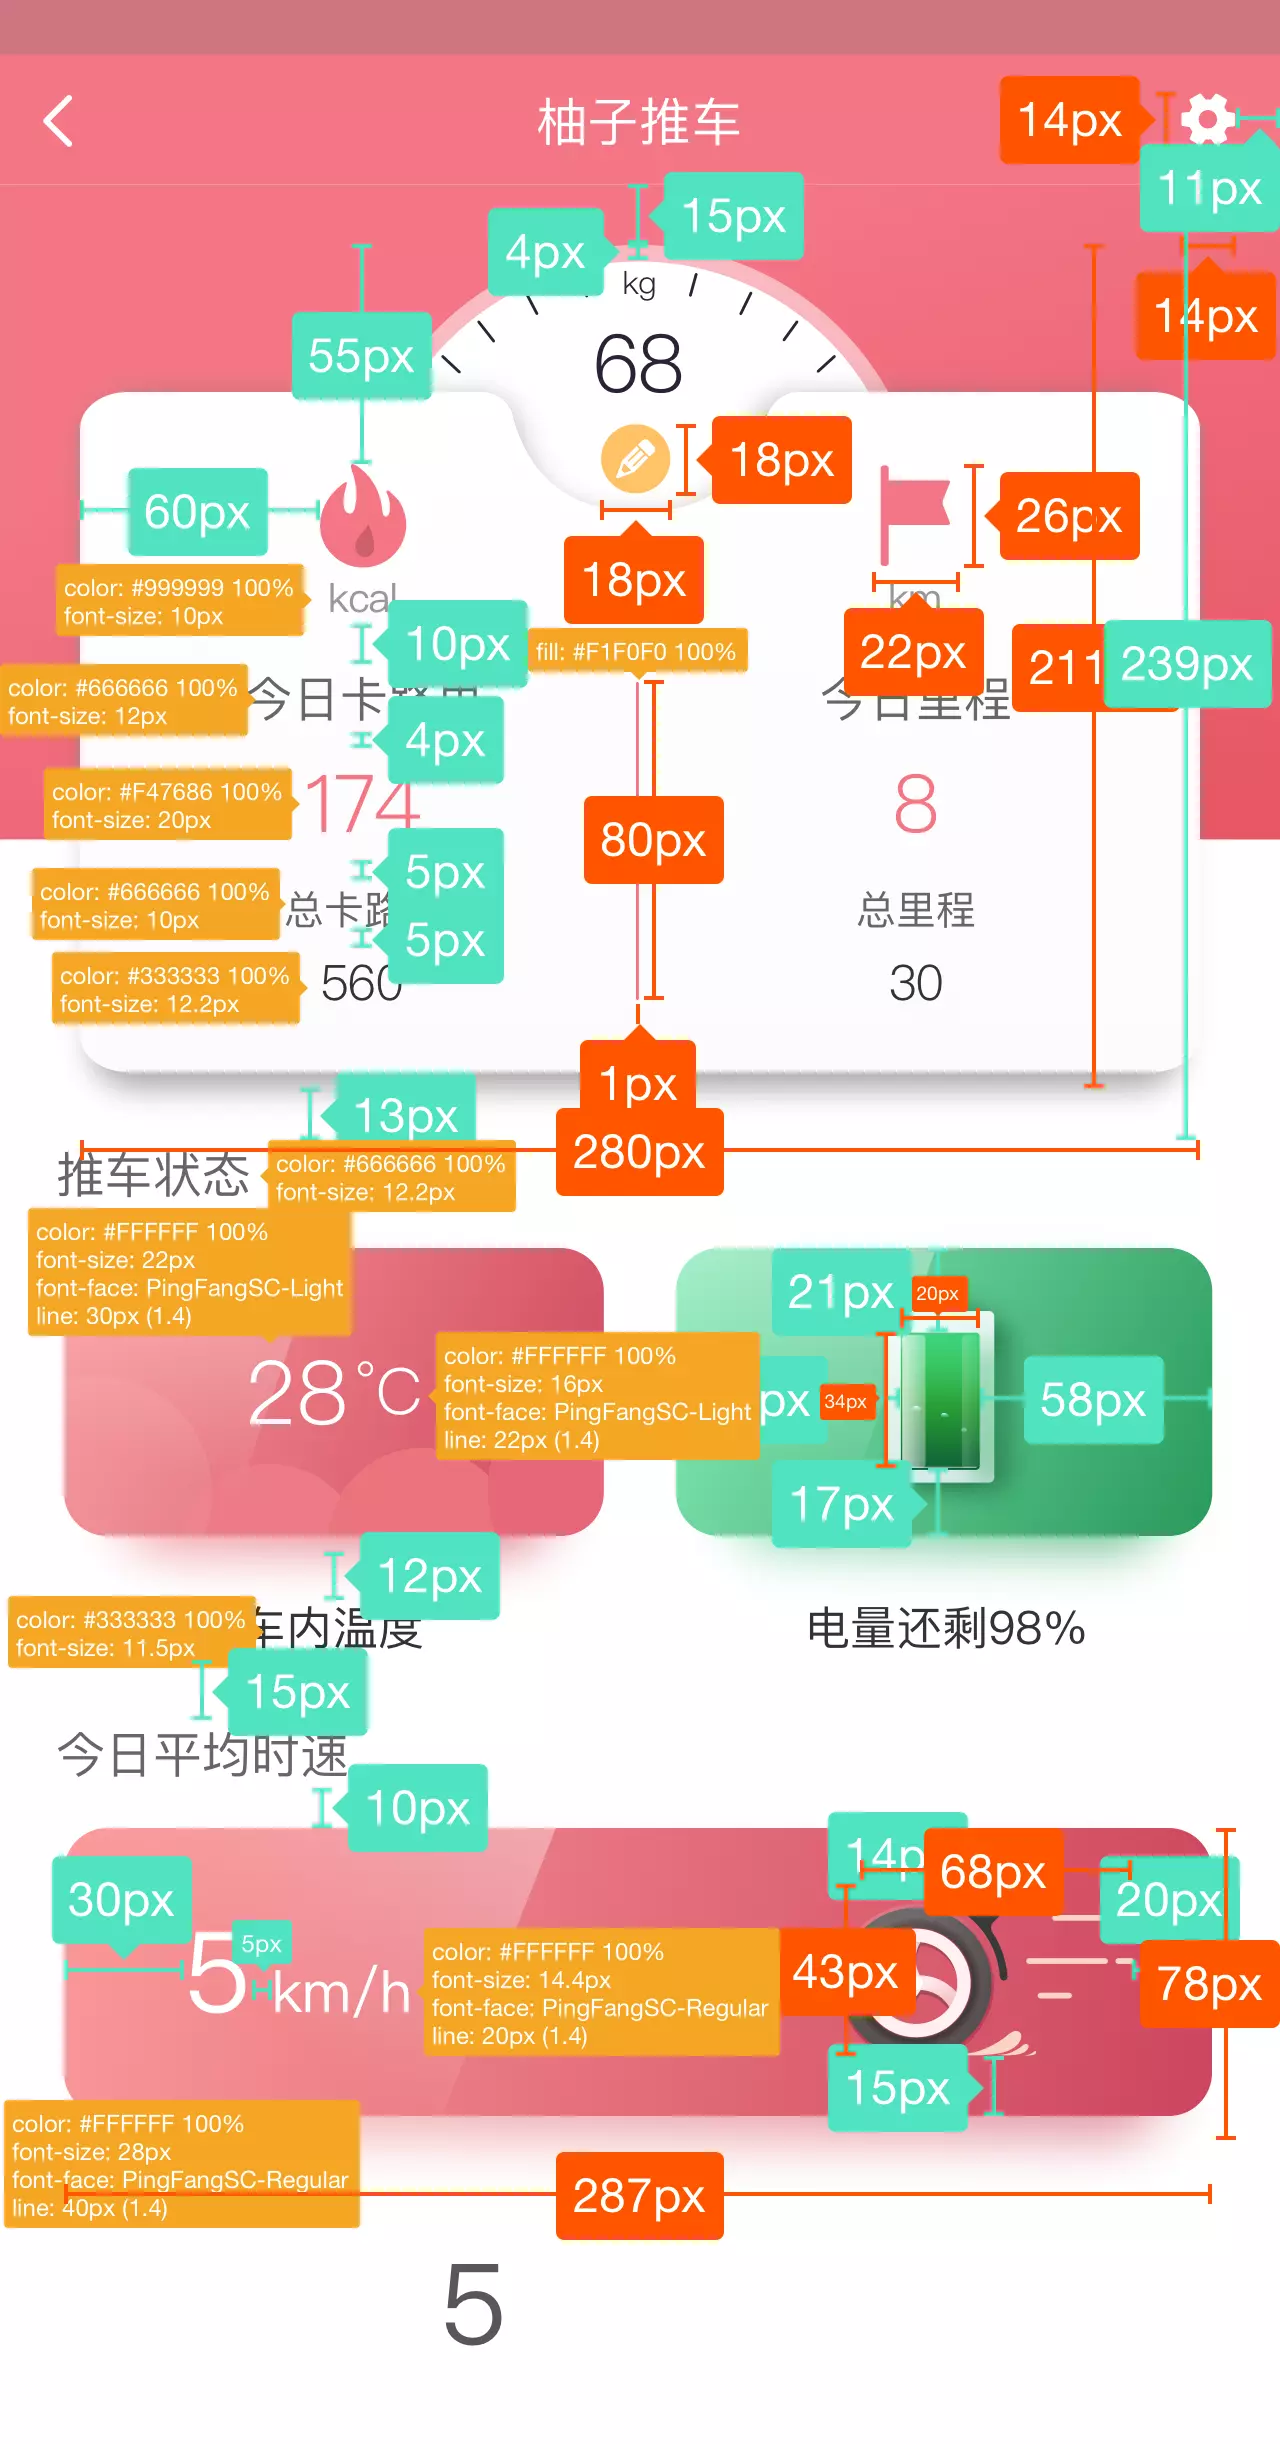 柚子推车
14px
11px
15px
4px
kg
14px
68
55px
18px
60px
26px
18px
color: #999999 100%
font-size: 10px
kcal
km
10px
fill: #F1F0F0 100%
22px
211
239px
color: #666666 100%
font-size: 12px
今日卡路里
今日里程
4px
color: #F47686 100%
font-size: 20px
174
80px
8
5px
color: #666666 100%
font-size: 10px
总卡路
总里程
5px
color: #333333 100%
font-size: 12.2px
560
30
1px
13px
280px
推车状态
color: #666666 100%
font-size: 12.2px
color: #FFFFFF 100%
font-size: 22px
font-face: PingFangSC-Light
line: 30px (1.4)
21px
20px
28℃
color: #FFFFFF 100%
font-size: 16px
font-face: PingFangSC-Light
line: 22px (1.4)
px
34px
58px
17px
12px
color: #333333 100%
font-size: 11.5px
车内温度
电量还剩98%
15px
今日平均时速
10px
14p
68px
30px
20px
5
5px
km/h
color: #FFFFFF 100%
font-size: 14.4px
font-face: PingFangSC-Regular
line: 20px (1.4)
43px
78px
15px
color: #FFFFFF 100%
font-size: 28px
font-face: PingFangSC-Regular
line: 40px (1.4)
287px
5